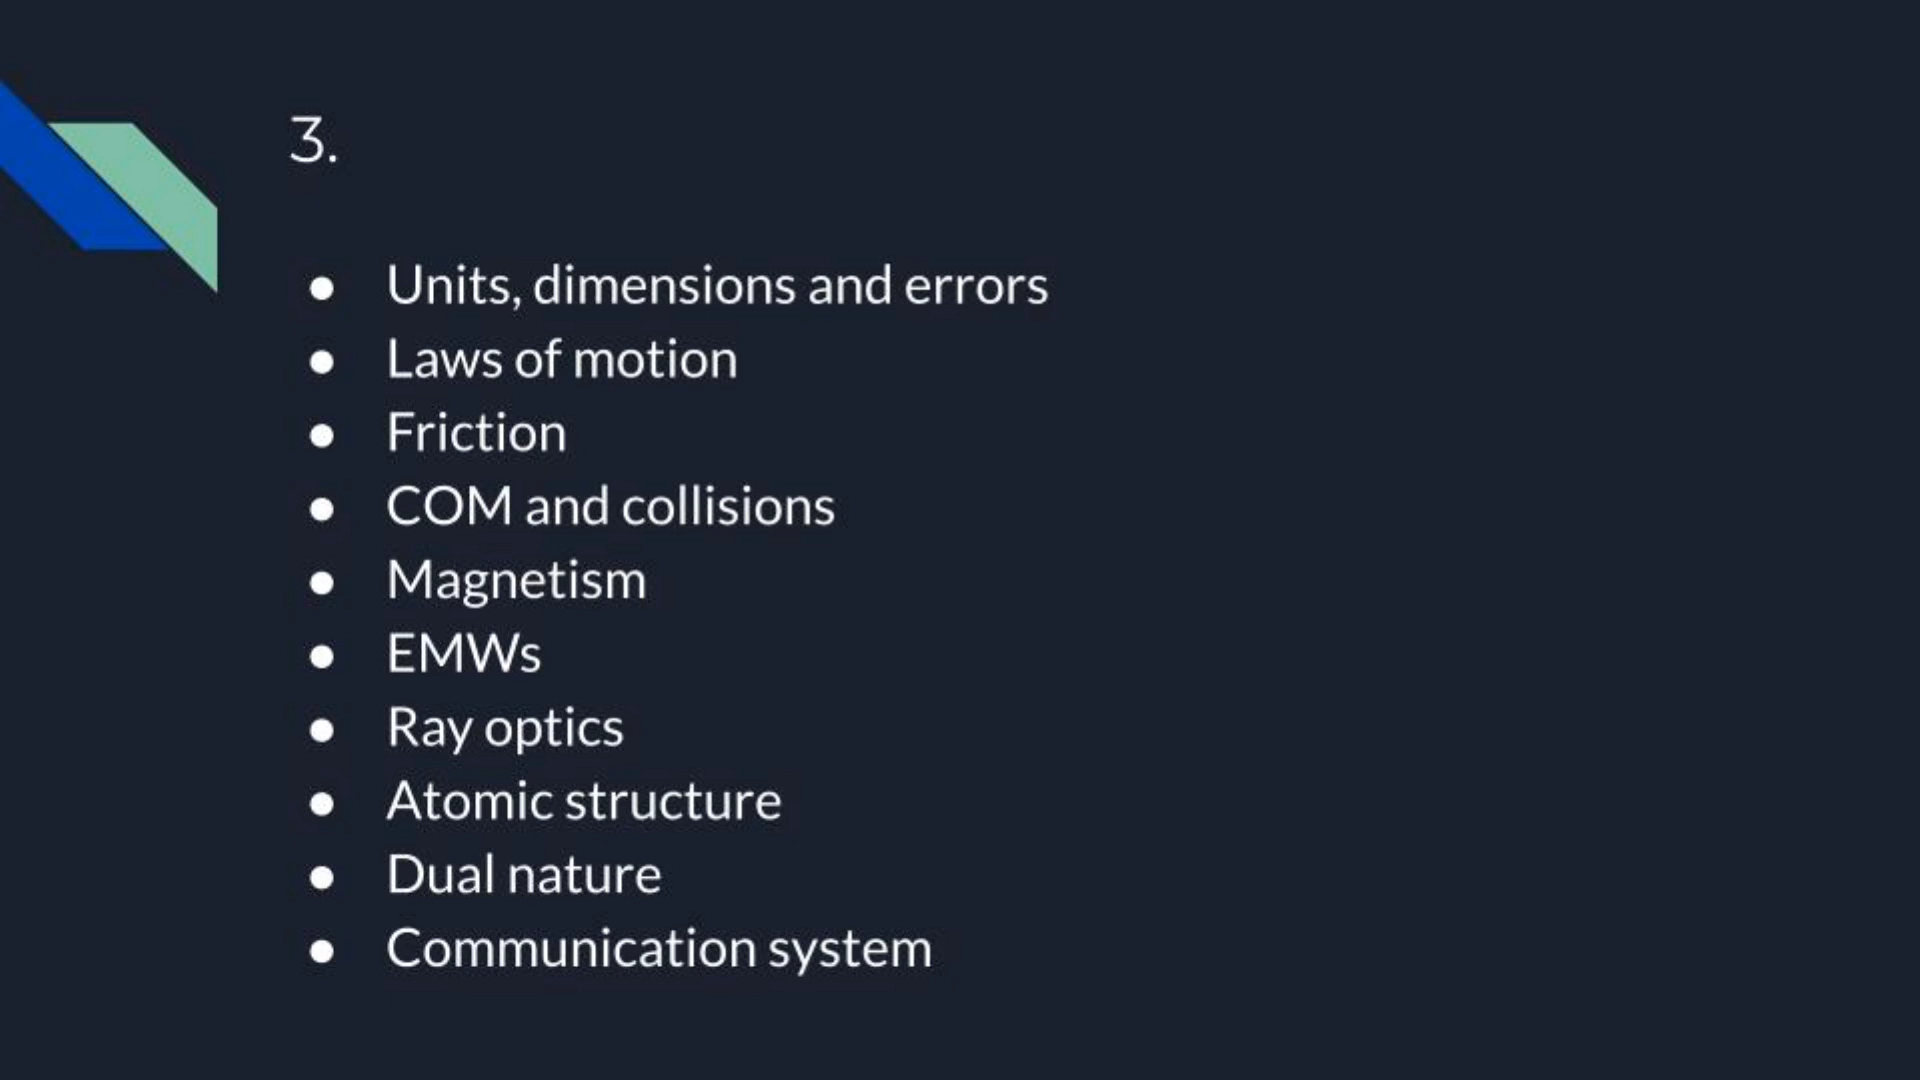 3.
● Units, dimensions and errors
● Laws of motion
● Friction
● COM and collisions
● Magnetism
● EMWs
● Ray optics
● Atomic structure
● Dual nature
● Communication system